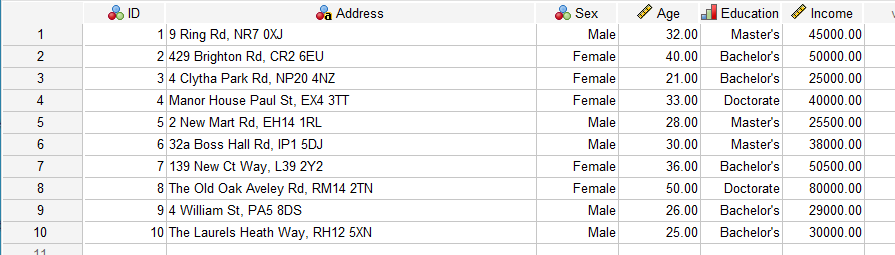 ID Address Sex Age Education Income
1 1 9 Ring Rd, NR7 0XJ Male 32.00 Master's 45000.00
2 2 429 Brighton Rd, CR2 6EU Female 40.00 Bachelor's 50000.00
3 3 4 Clytha Park Rd, NP20 4NZ Female 21.00 Bachelor's 25000.00
4 4 Manor House Paul St, EX4 3TT Female 33.00 Doctorate 40000.00
5 5 2 New Mart Rd, EH14 1RL Male 28.00 Master's 25500.00
6 6 32a Boss Hall Rd, IP1 5DJ Male 30.00 Master's 38000.00
7 7 139 New Ct Way, L39 2Y2 Female 36.00 Bachelor's 50500.00
8 8 The Old Oak Aveley Rd, RM14 2TN Female 50.00 Doctorate 80000.00
9 9 4 William St, PA5 8DS Male 26.00 Bachelor's 29000.00
10 10 The Laurels Heath Way, RH12 5XN Male 25.00 Bachelor's 30000.00
11